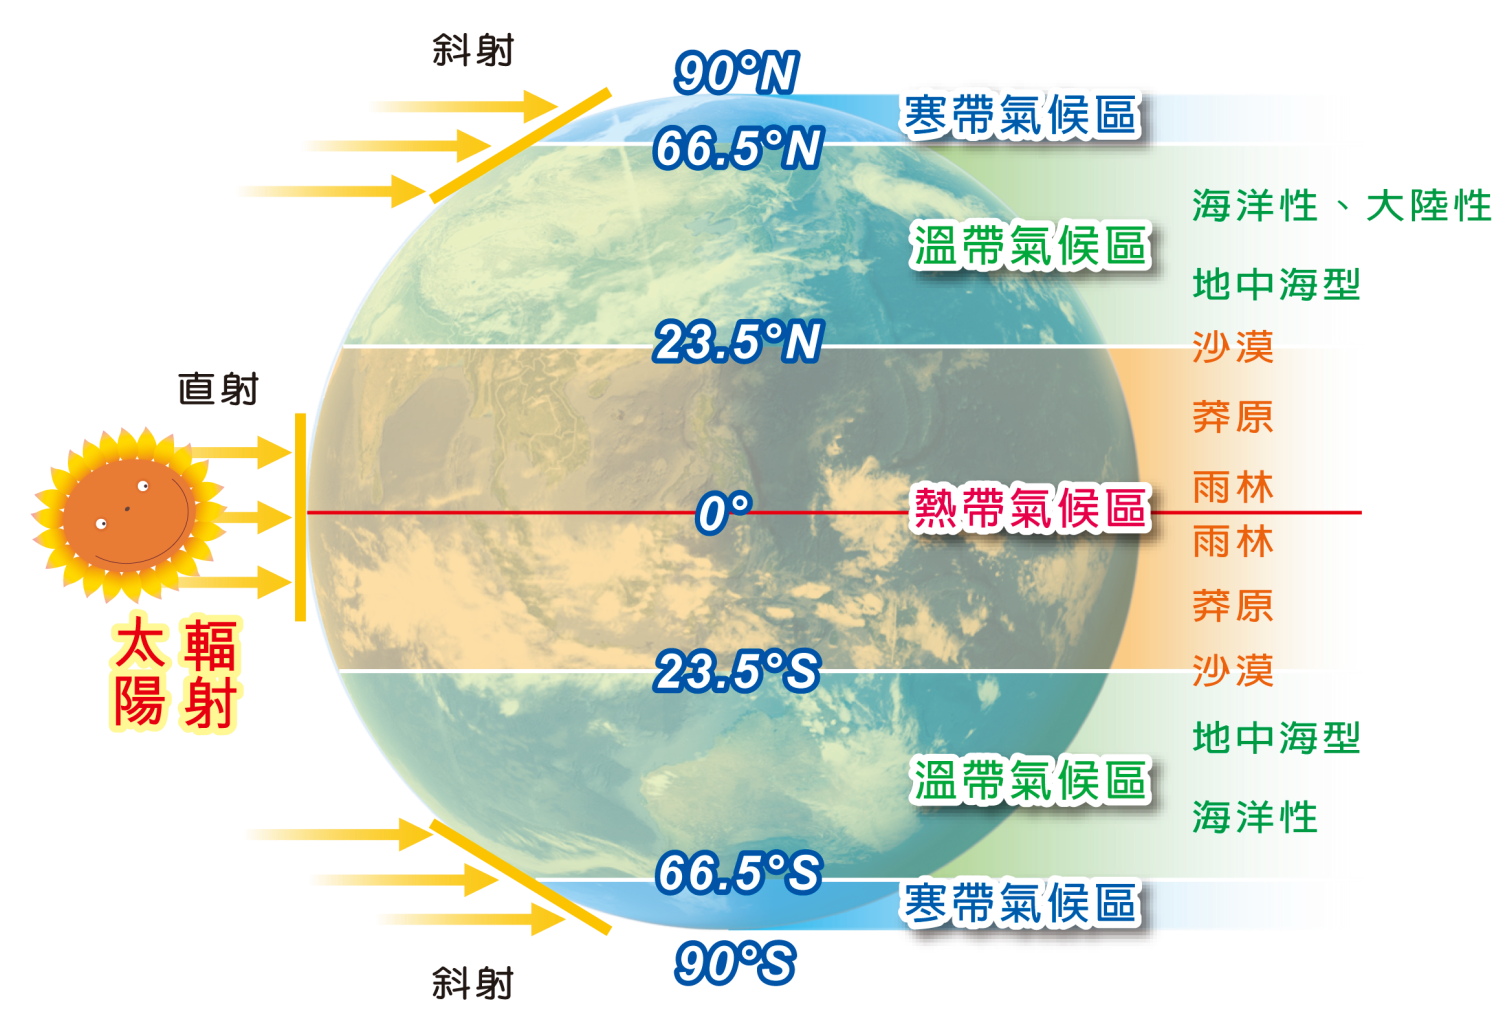 斜射
90°N
寒帶氣候區
66.5°N
海洋性、大陸性
溫帶氣候區
地中海型
23.5°N
沙漠
直射
莽原
雨林
0°
熱帶氣候區
雨林
莽原
太陽輻射
23.5°S
沙漠
地中海型
溫帶氣候區
海洋性
66.5°S
寒帶氣候區
90°S
斜射